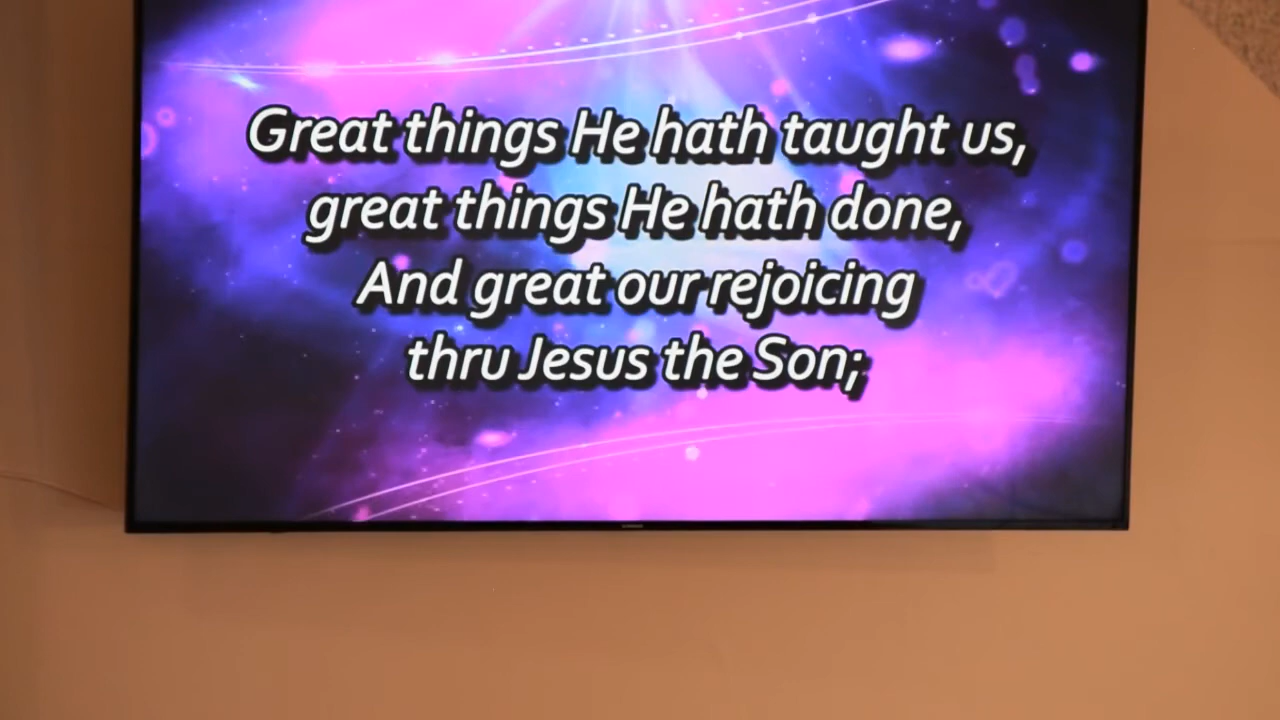 Great things He hath taught us,
great things He hath done,
And great our rejoicing
thru Jesus the Son;